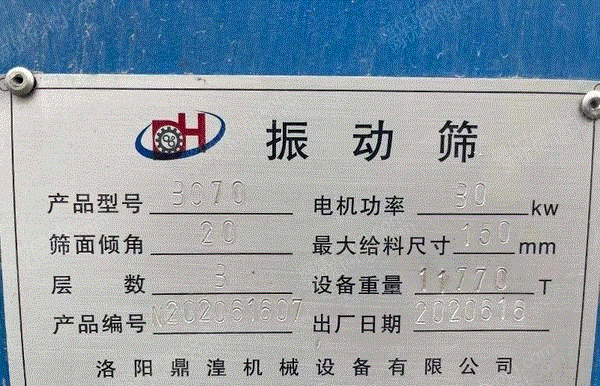 DH 振动筛
产品型号 3070 电机功率 30 kw
筛面倾角 20 最大给料尺寸 150 mm
层数 3 设备重量 11770 T
产品编号 N202061607 出厂日期 2020616
洛阳鼎湟机械设备有限公司